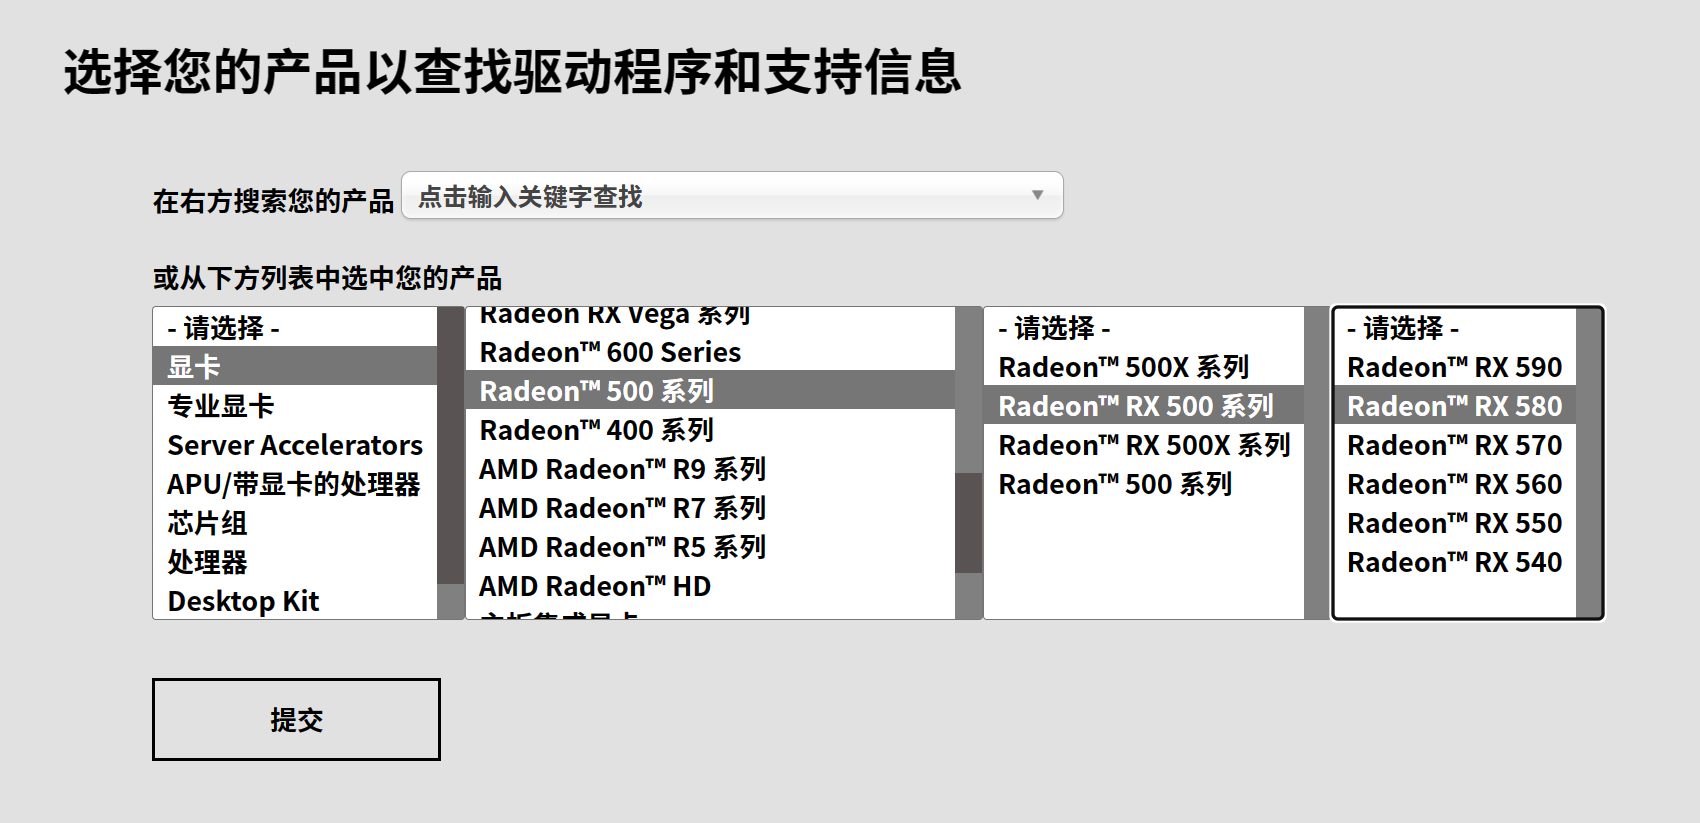 选择您的产品以查找驱动程序和支持信息
在右方搜索您的产品
点击输入关键字查找
或从下方列表中选中您的产品
- 请选择 -
显卡
专业显卡
Server Accelerators
APU/带显卡的处理器
芯片组
处理器
Desktop Kit
Radeon RX Vega 系列
Radeon™ 600 Series
Radeon™ 500 系列
Radeon™ 400 系列
AMD Radeon™ R9 系列
AMD Radeon™ R7 系列
AMD Radeon™ R5 系列
AMD Radeon™ HD
- 请选择 -
Radeon™ 500X 系列
Radeon™ RX 500 系列
Radeon™ RX 500X 系列
Radeon™ 500 系列
- 请选择 -
Radeon™ RX 590
Radeon™ RX 580
Radeon™ RX 570
Radeon™ RX 560
Radeon™ RX 550
Radeon™ RX 540
提交